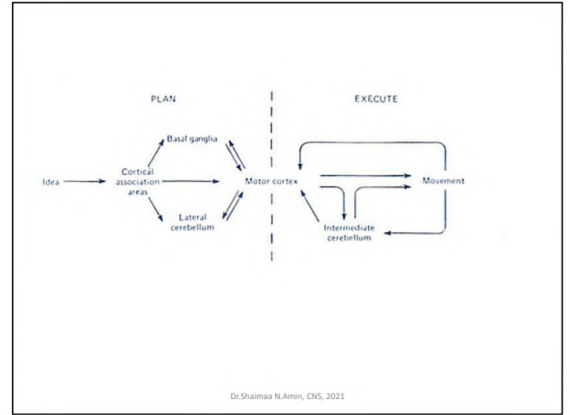 PLAN
EXECUTE
Basal ganglia
Idea
Cortical
association
areas
Motor cortex
Movement
Lateral
cerebellum
Intermediate
cerebellum
Dr.Shaimaa N.Amin, CNS, 2021